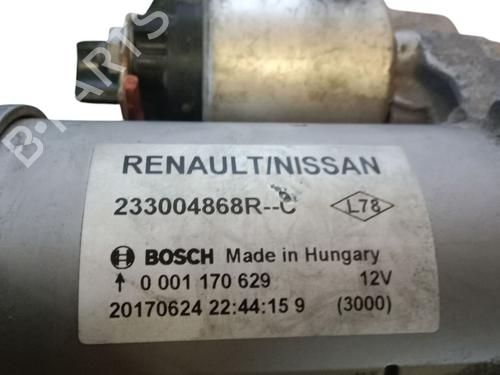 RENAULT/NISSAN
233004868R--C
L78
BOSCH Made in Hungary
0 001 170 629 12V
20170624 22:44:15 9 (3000)
B-PARTS